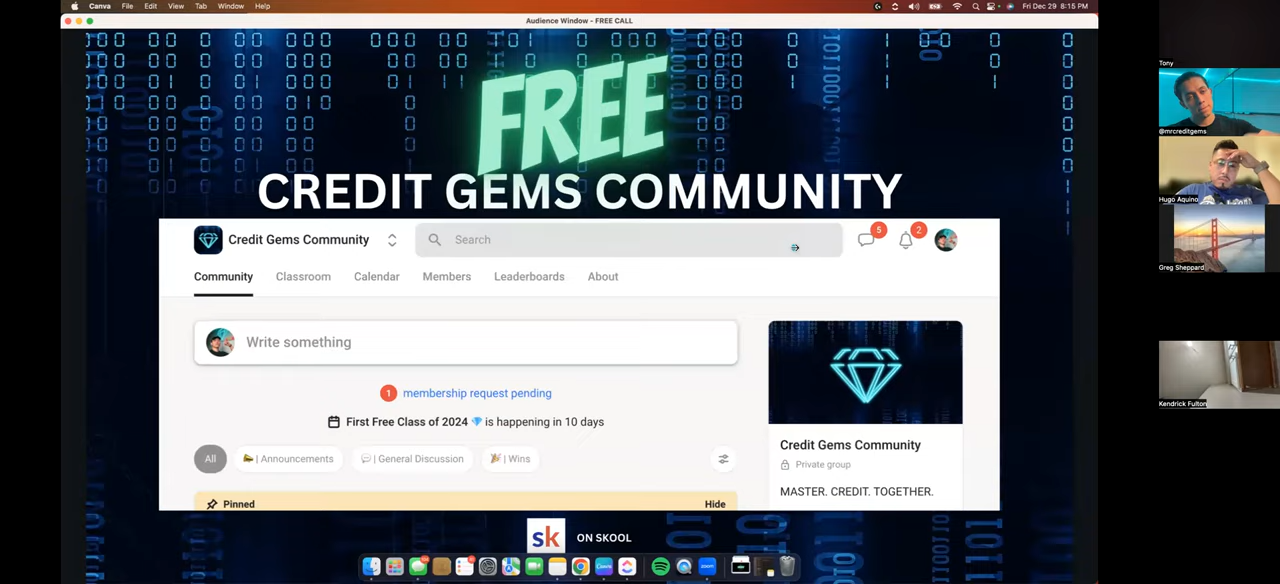 Canva File Edit View Tab Window Help
Fri Dec 29 8:15 PM
Audience Window - FREE CALL
FREE
CREDIT GEMS COMMUNITY
Credit Gems Community
Search
5
2
Community Classroom Calendar Members Leaderboards About
Write something
1 membership request pending
First Free Class of 2024 💎 is happening in 10 days
All
| Announcements
| General Discussion
| Wins
Pinned
Hide
Credit Gems Community
Private group
MASTER. CREDIT. TOGETHER.
sk ON SKOOL
Tony
@mrcreditgems
Hugo Aquino
Greg Sheppard
Kendrick Fulton